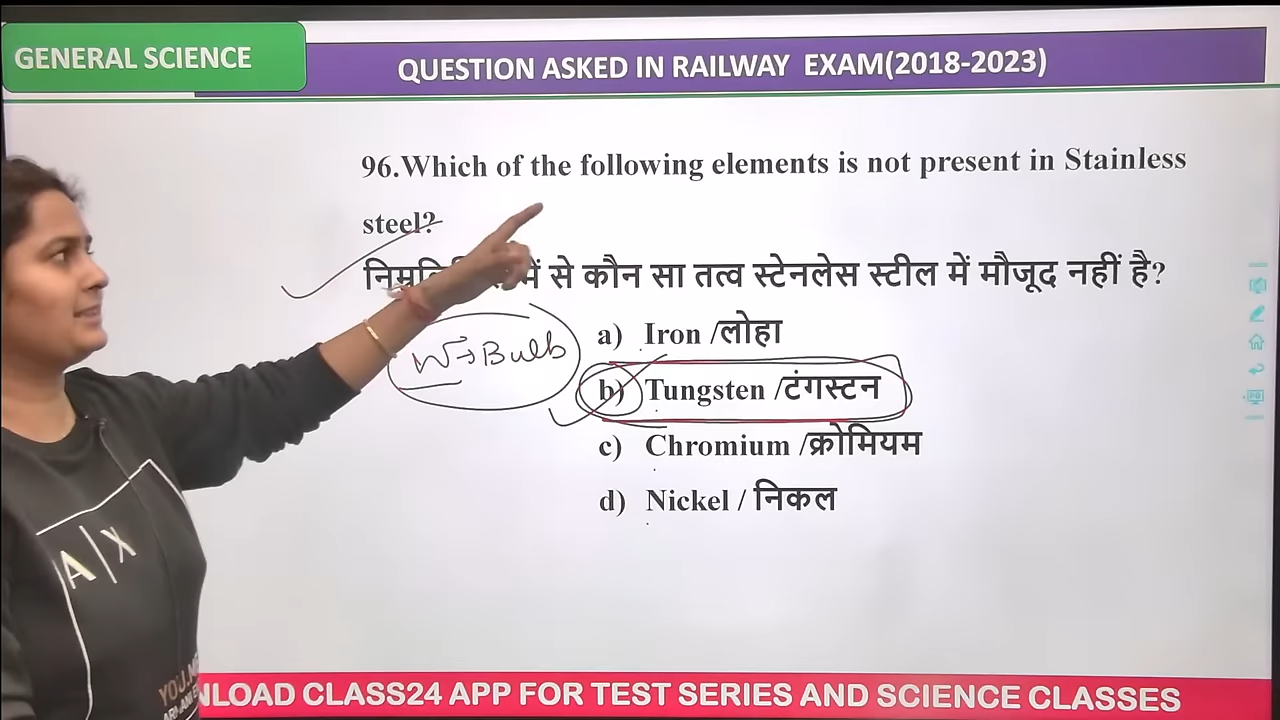 GENERAL SCIENCE
QUESTION ASKED IN RAILWAY EXAM(2018-2023)
96.Which of the following elements is not present in Stainless
steel?
में से कौन सा तत्व स्टेनलेस स्टील में मौजूद नहीं है?
a) Iron /लोहा
W→Bulb
b) Tungsten /टंगस्टन
c) Chromium /क्रोमियम
d) Nickel / निकल
A|X
NLOAD CLASS24 APP FOR TEST SERIES AND SCIENCE CLASSES